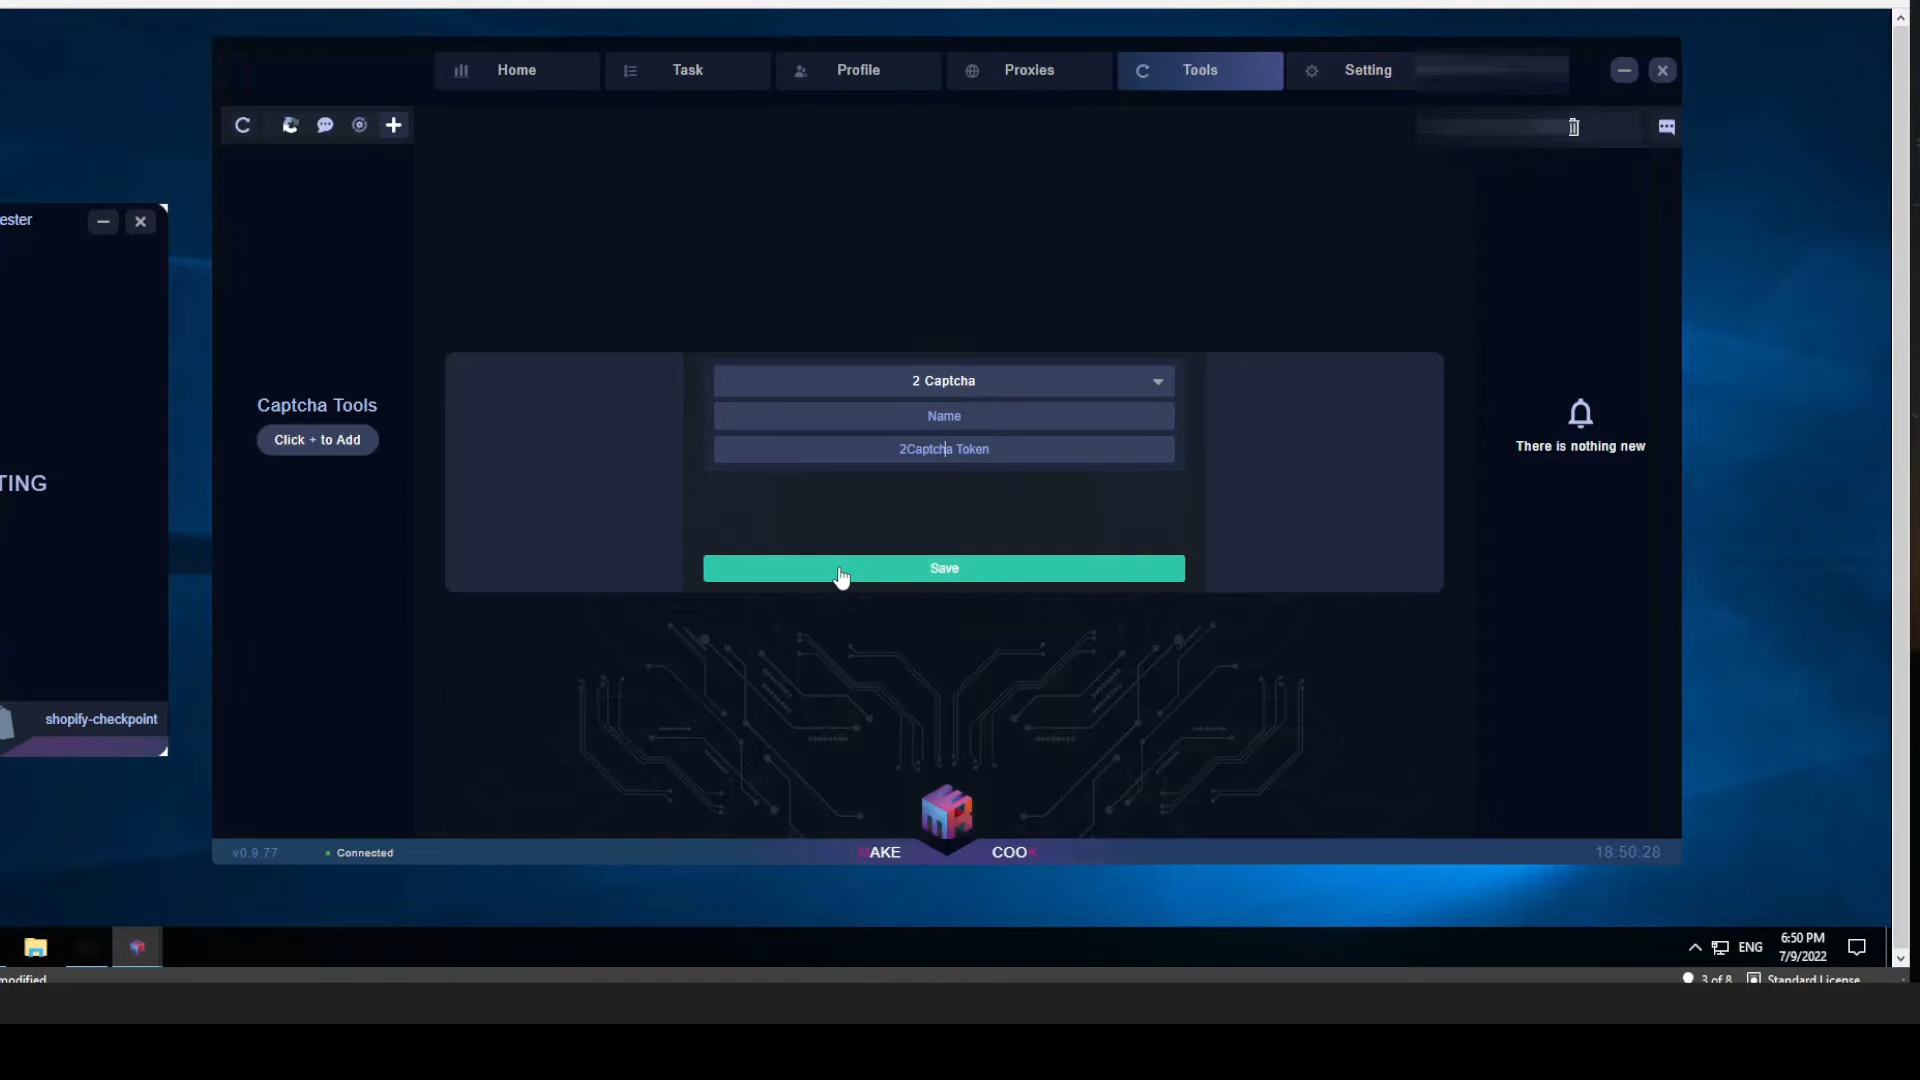 Home Task Profile Proxies Tools Setting
ester
2 Captcha
Name
Captcha Tools
2Captcha Token
Click + to Add
There is nothing new
TING
Save
shopify-checkpoint
v0.9.77 Connected MAKE COOK 18:50:28
ENG 6:50 PM
7/9/2022
modified 3 of 8 Standard License